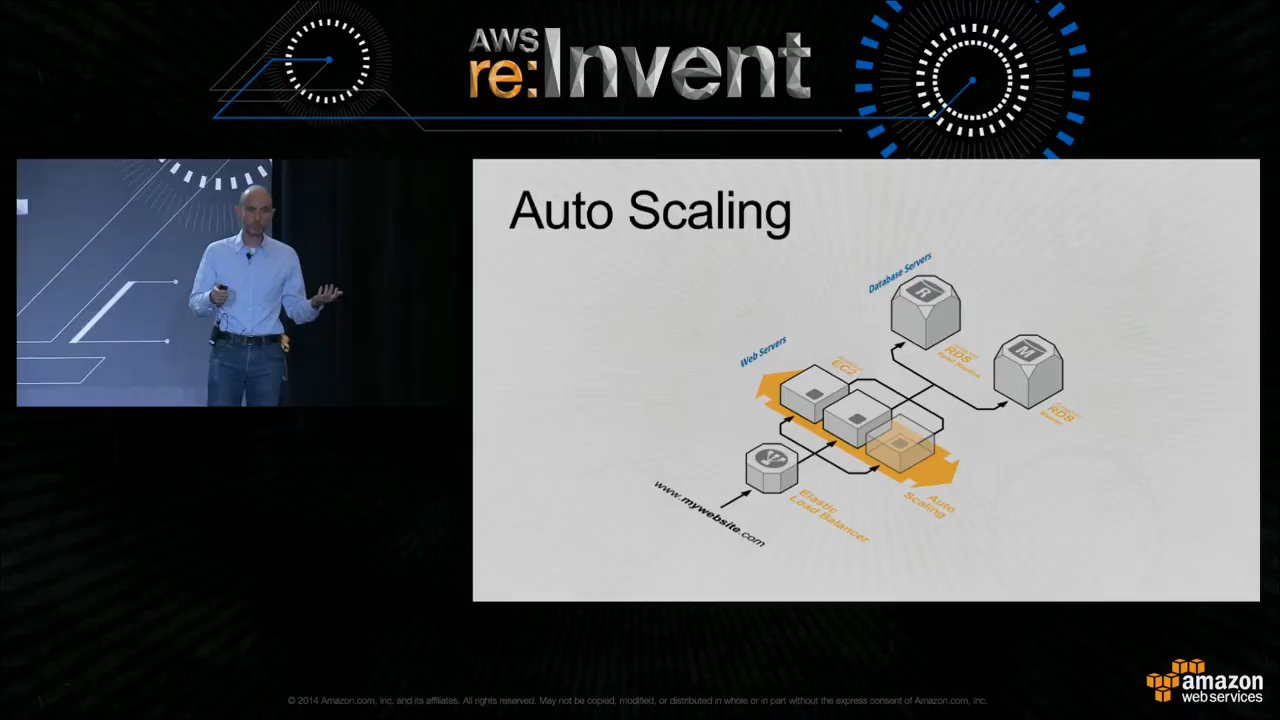 AWS
re:Invent
Auto Scaling
Database Servers
R
RDS
Read Replica
M
RDS
Web Servers
EC2
Elastic
Load Balancer
Auto
Scaling
www.mywebsite.com
amazon
web services
© 2014 Amazon.com, Inc, and its affiliates. All rights reserved. May not be copied, modified, or distributed in whole or in part without the express consent of Amazon.com, Inc.